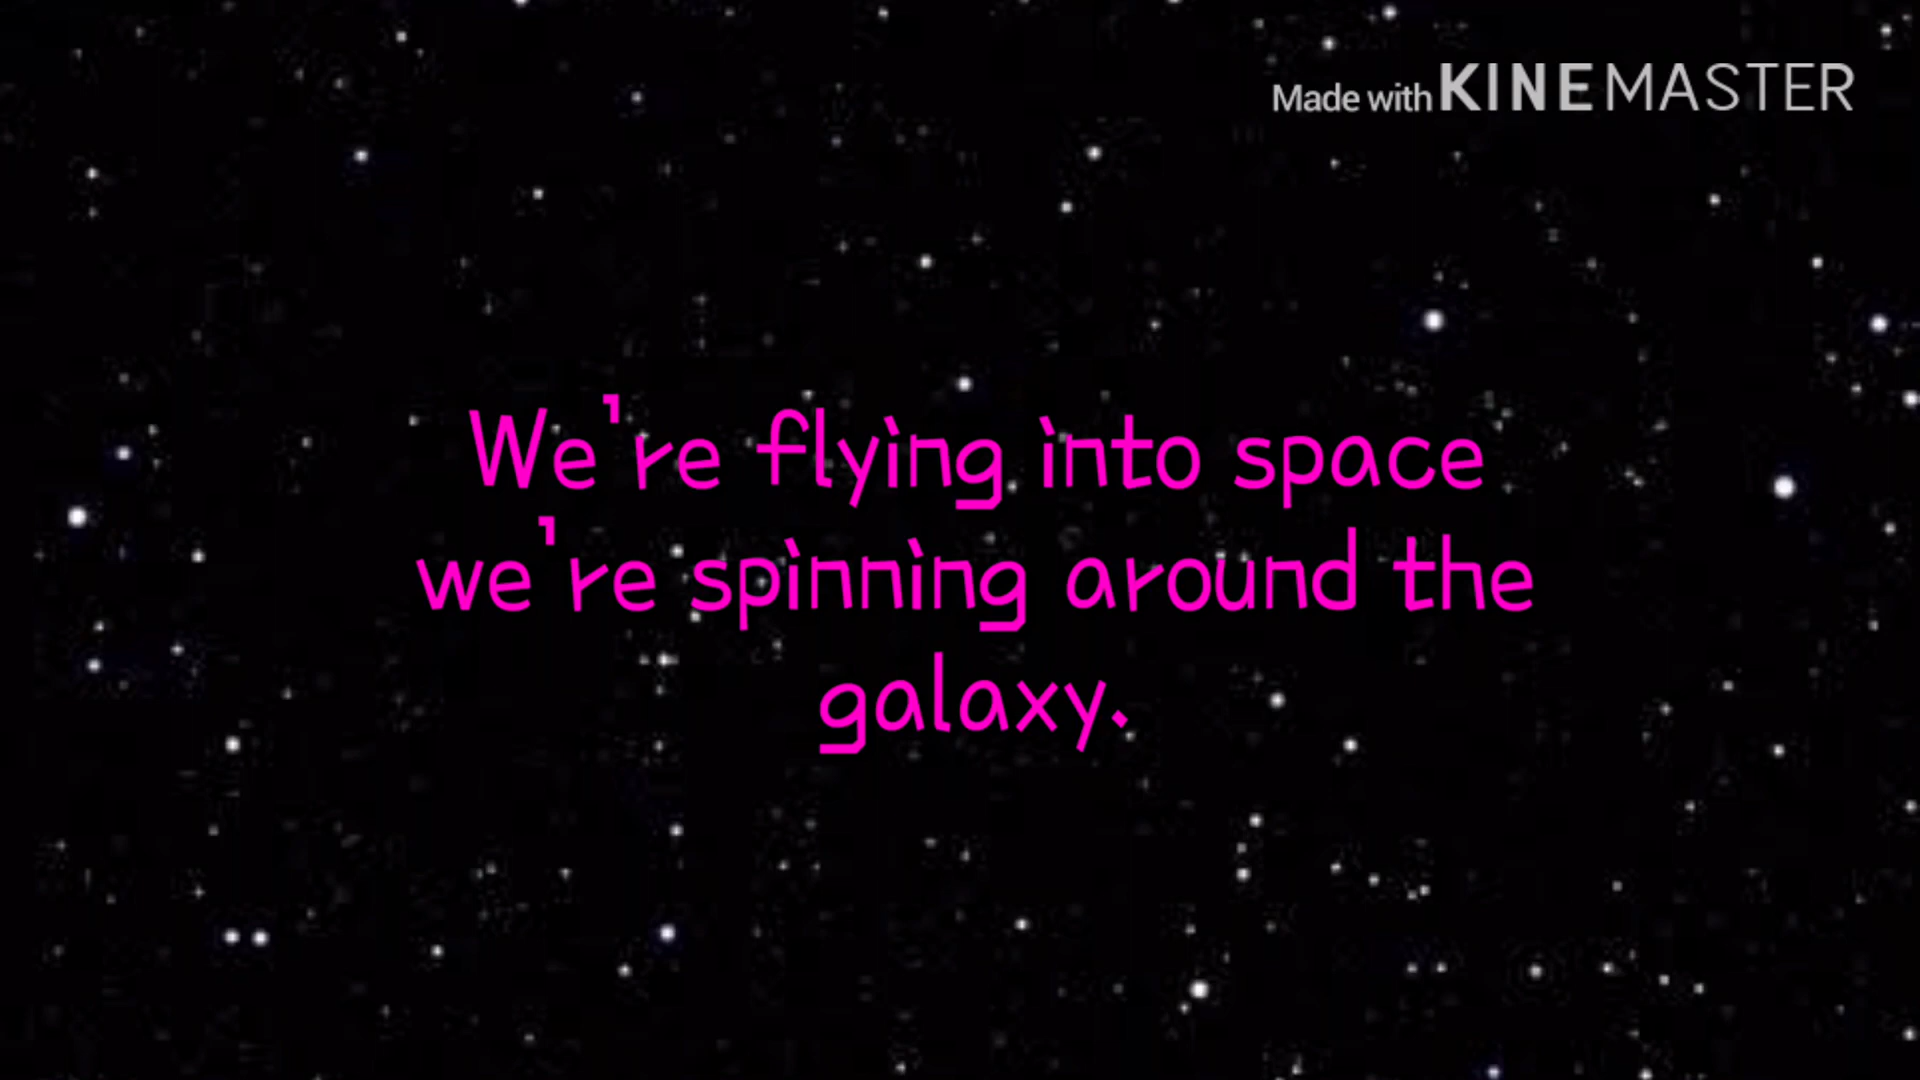 Made with KINEMASTER
We're flying into space
we're spinning around the
galaxy.